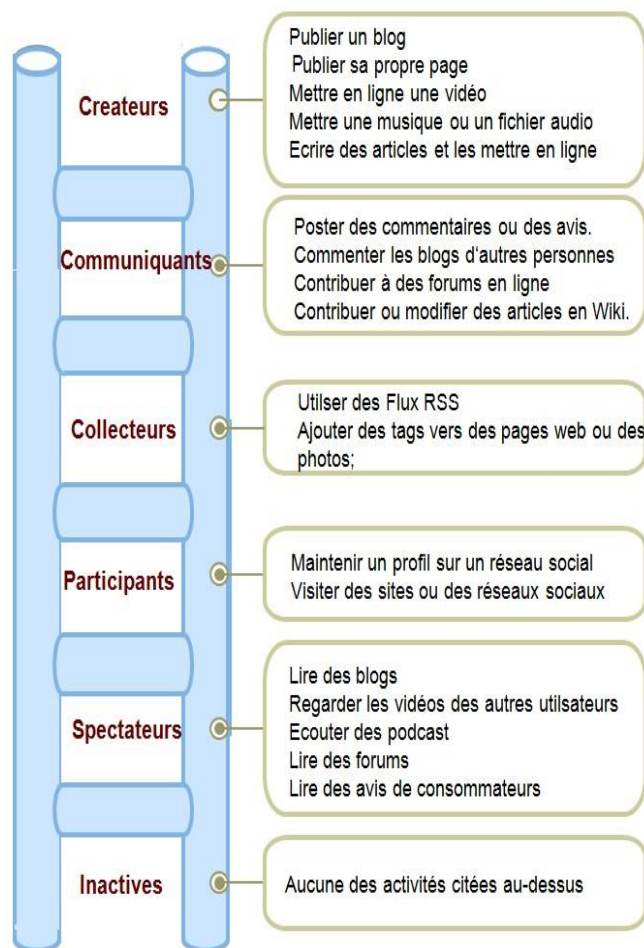 Createurs
Publier un blog
Publier sa propre page
Mettre en ligne une vidéo
Mettre une musique ou un fichier audio
Ecrire des articles et les mettre en ligne
Communiquants
Poster des commentaires ou des avis.
Commenter les blogs d‘autres personnes
Contribuer à des forums en ligne
Contribuer ou modifier des articles en Wiki.
Collecteurs
Utilser des Flux RSS
Ajouter des tags vers des pages web ou des
photos;
Participants
Maintenir un profil sur un réseau social
Visiter des sites ou des réseaux sociaux
Spectateurs
Lire des blogs
Regarder les vidéos des autres utilsateurs
Ecouter des podcast
Lire des forums
Lire des avis de consommateurs
Inactives
Aucune des activités citées au-dessus